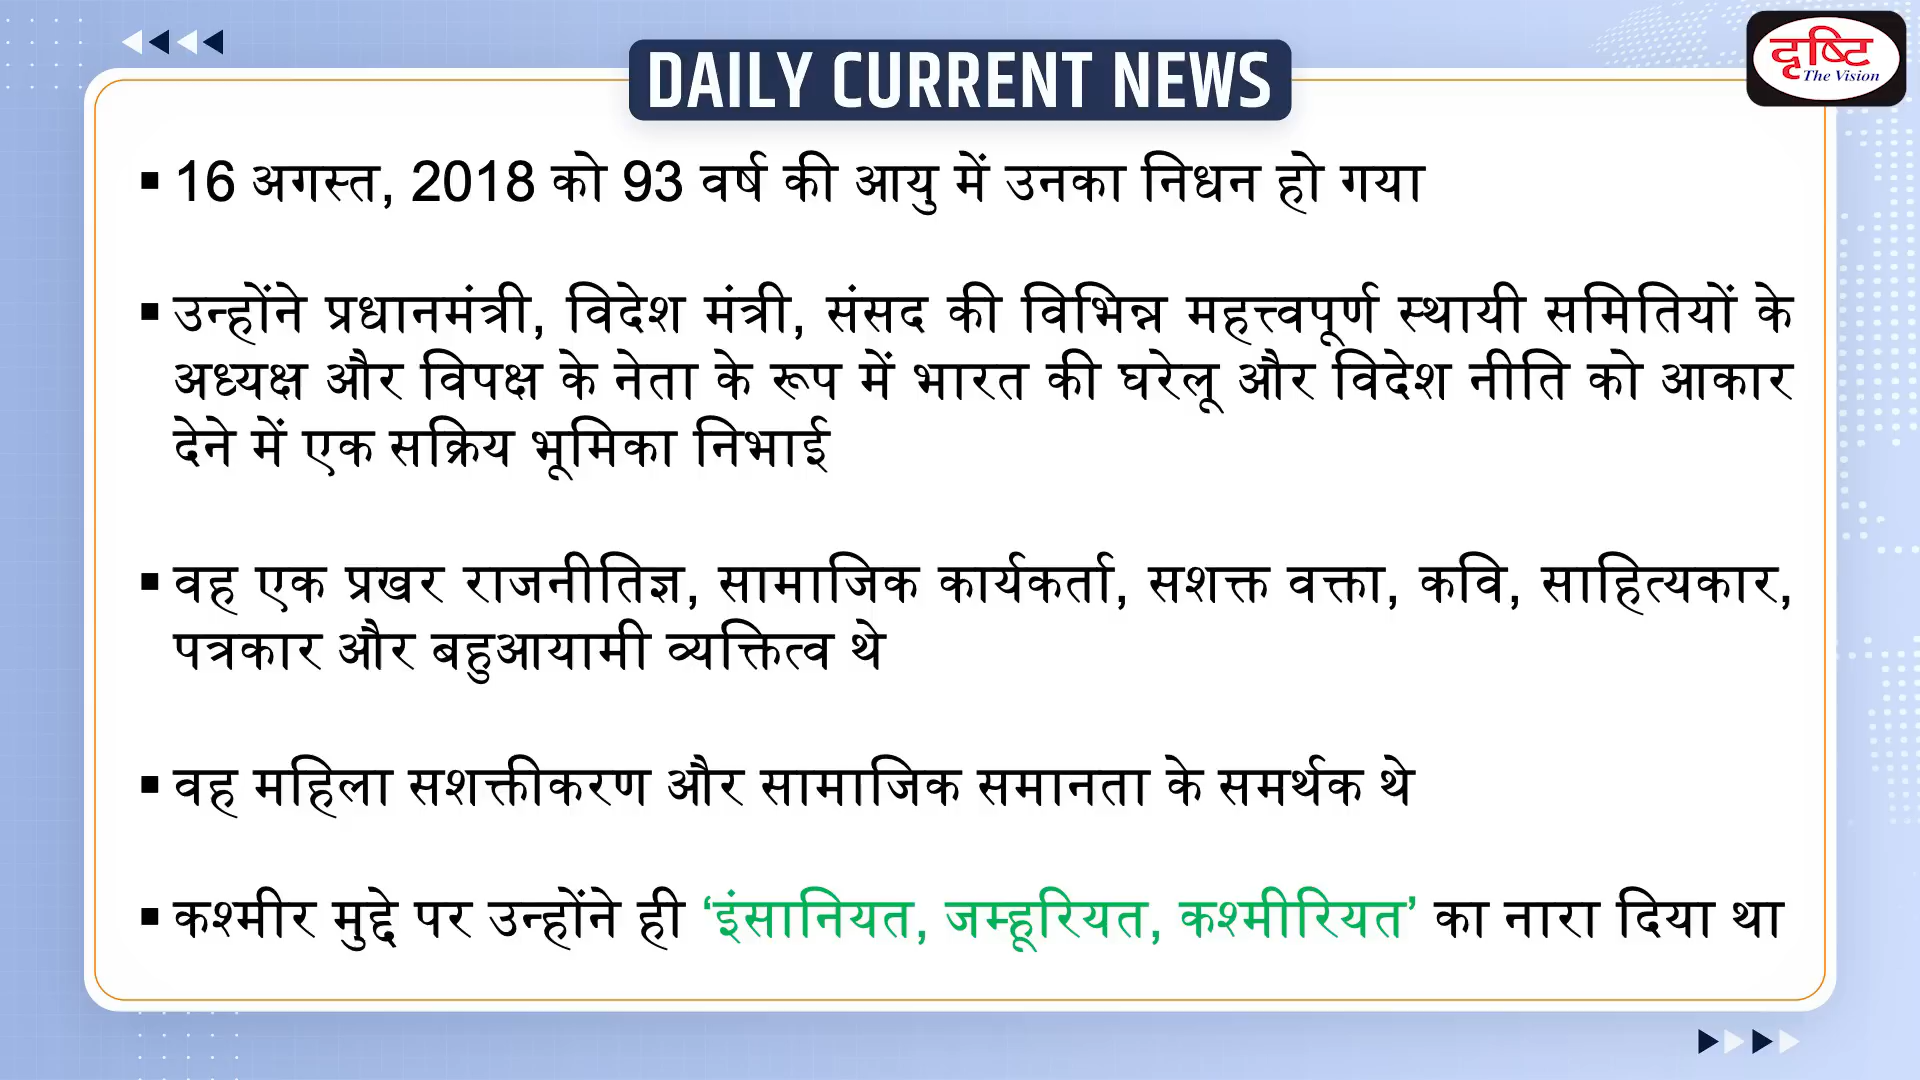 DAILY CURRENT NEWS
दृष्टि
The Vision
▪ 16 अगस्त, 2018 को 93 वर्ष की आयु में उनका निधन हो गया
▪ उन्होंने प्रधानमंत्री, विदेश मंत्री, संसद की विभिन्न महत्त्वपूर्ण स्थायी समितियों के
अध्यक्ष और विपक्ष के नेता के रूप में भारत की घरेलू और विदेश नीति को आकार
देने में एक सक्रिय भूमिका निभाई
▪ वह एक प्रखर राजनीतिज्ञ, सामाजिक कार्यकर्ता, सशक्त वक्ता, कवि, साहित्यकार,
पत्रकार और बहुआयामी व्यक्तित्व थे
▪ वह महिला सशक्तीकरण और सामाजिक समानता के समर्थक थे
▪ कश्मीर मुद्दे पर उन्होंने ही ‘इंसानियत, जम्हूरियत, कश्मीरियत’ का नारा दिया था